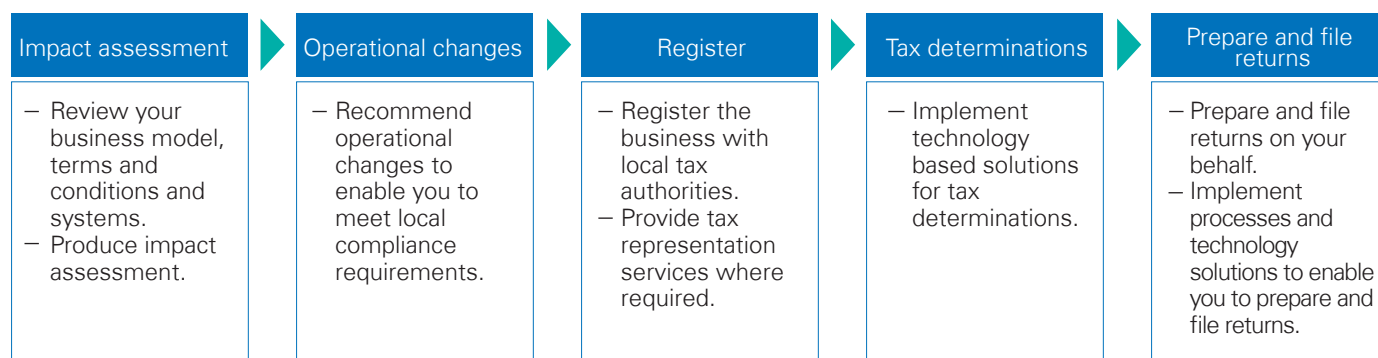 Impact assessment
— Review your
business model,
terms and
conditions and
systems.
— Produce impact
assessment.
Operational changes
— Recommend
operational
changes to
enable you to
meet local
compliance
requirements.
Register
— Register the
business with
local tax
authorities.
— Provide tax
representation
services where
required.
Tax determinations
— Implement
technology
based solutions
for tax
determinations.
Prepare and file
returns
— Prepare and file
returns on your
behalf.
— Implement
processes and
technology
solutions to enable
you to prepare and
file returns.